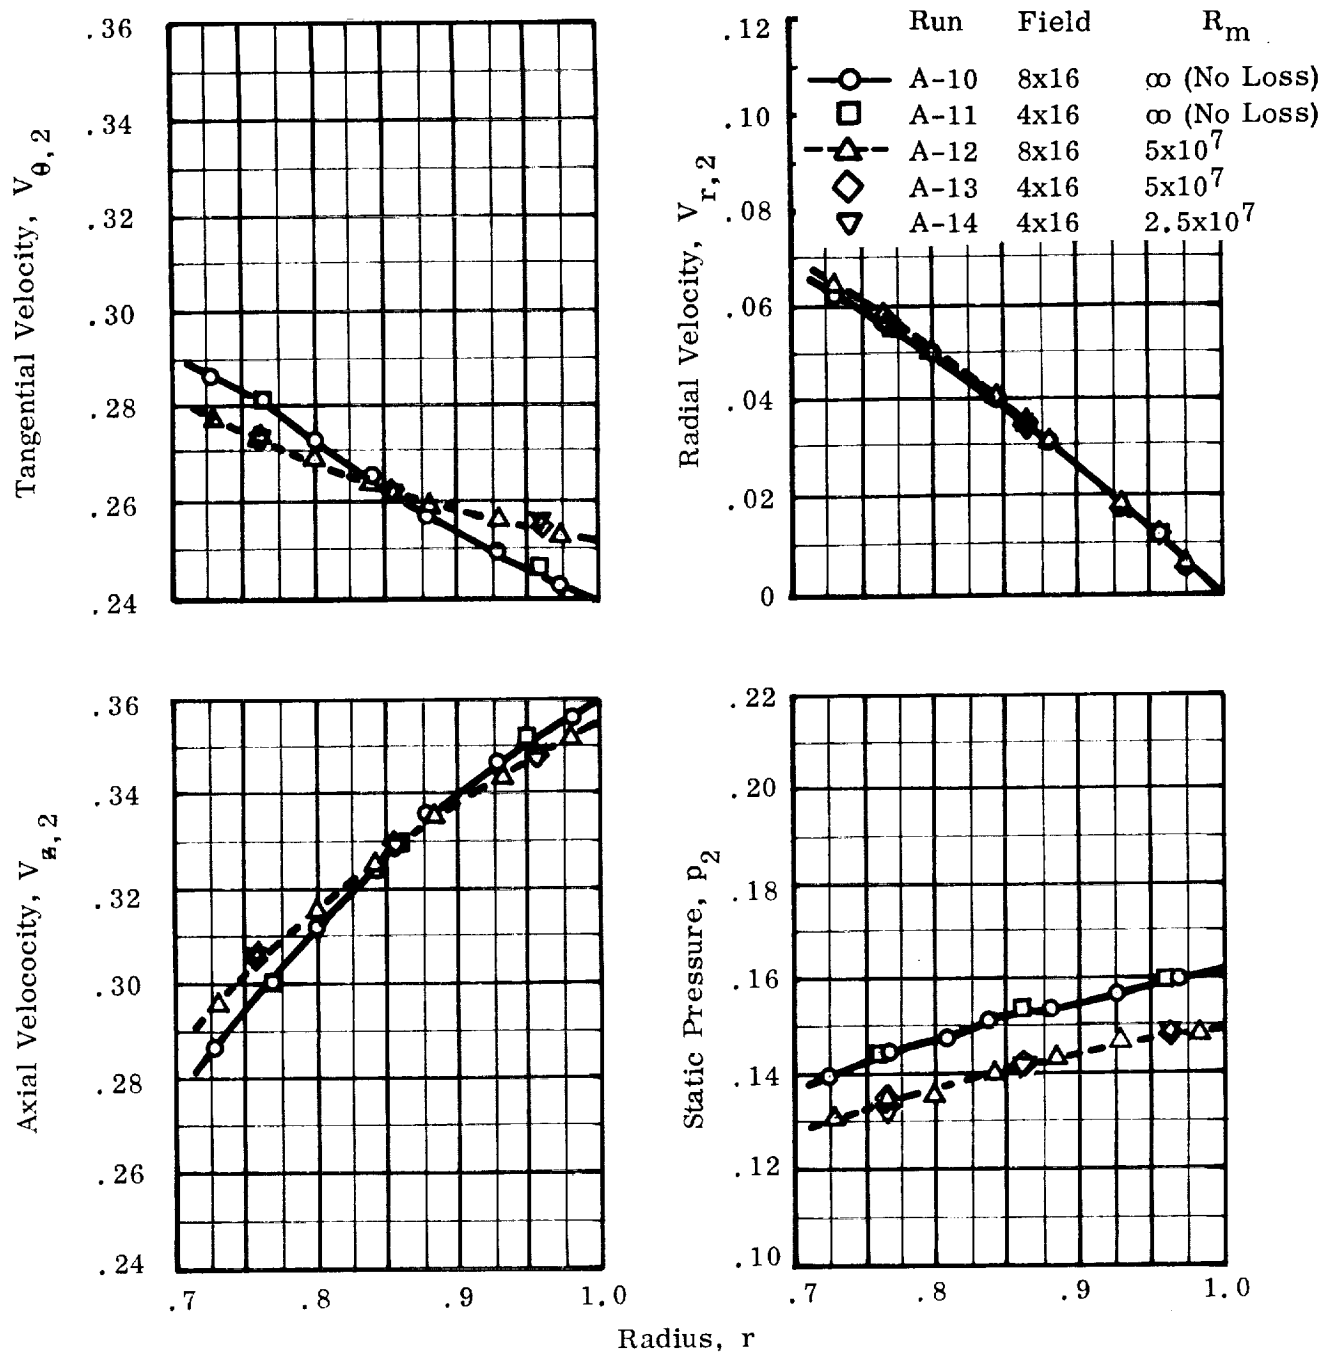 Tangential Velocity, Vθ,2
.36
.34
.32
.30
.28
.26
.24
Radial Velocity, Vr,2
.12
.10
.08
.06
.04
.02
0
Run Field Rm
A-10 8x16 ∞ (No Loss)
A-11 4x16 ∞ (No Loss)
A-12 8x16 5x10^7
A-13 4x16 5x10^7
A-14 4x16 2.5x10^7
Axial Velococity, Vz,2
.36
.34
.32
.30
.28
.26
.24
.7 .8 .9 1.0
Static Pressure, p2
.22
.20
.18
.16
.14
.12
.10
.7 .8 .9 1.0
Radius, r